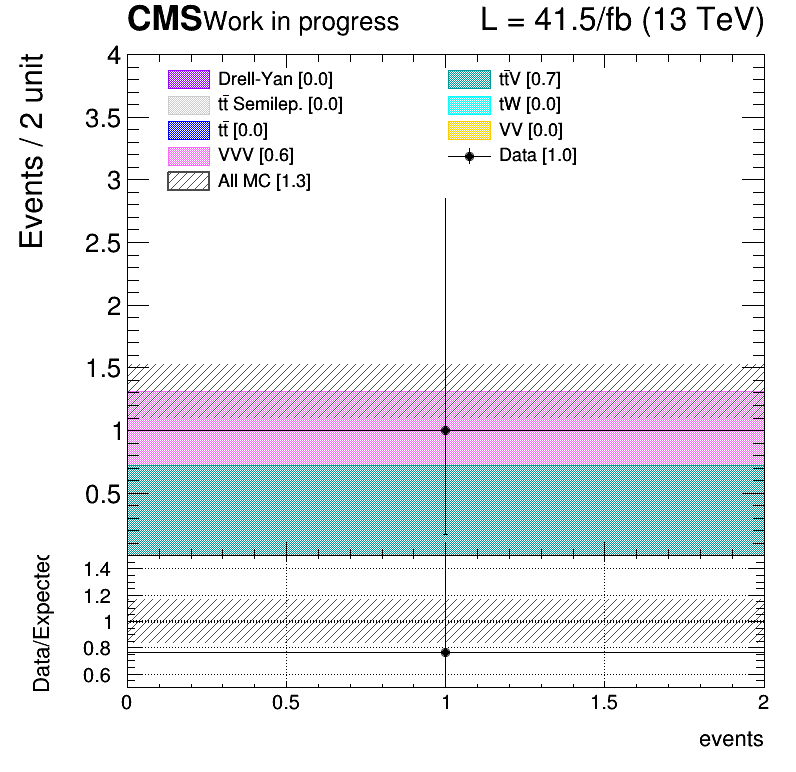 CMS Work in progress L = 41.5/fb (13 TeV)
Events / 2 unit
4
3.5
3
2.5
2
1.5
1
0.5
Drell-Yan [0.0]
tt̄ Semilep. [0.0]
tt̄ [0.0]
VVV [0.6]
All MC [1.3]
tt̄V [0.7]
tW [0.0]
VV [0.0]
Data [1.0]
Data/Expected
1.4
1.2
1
0.8
0.6
0 0.5 1 1.5 2
events